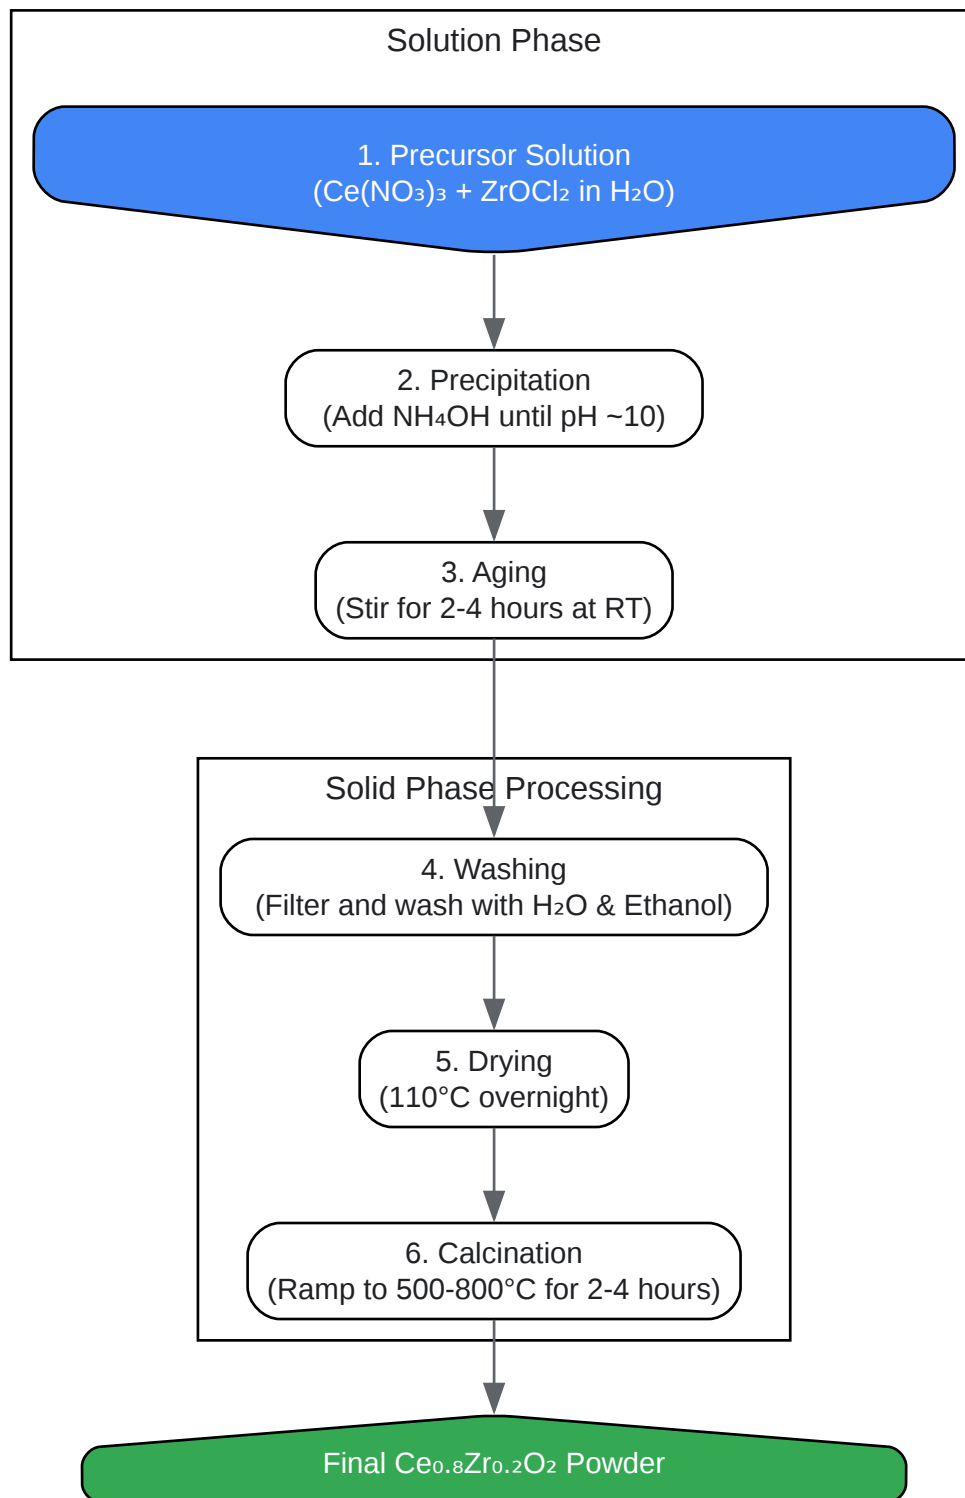 Solution Phase
1. Precursor Solution
(Ce(NO₃)₃ + ZrOCl₂ in H₂O)
2. Precipitation
(Add NH₄OH until pH ~10)
3. Aging
(Stir for 2-4 hours at RT)
Solid Phase Processing
4. Washing
(Filter and wash with H₂O & Ethanol)
5. Drying
(110°C overnight)
6. Calcination
(Ramp to 500-800°C for 2-4 hours)
Final Ce₀.₈Zr₀.₂O₂ Powder